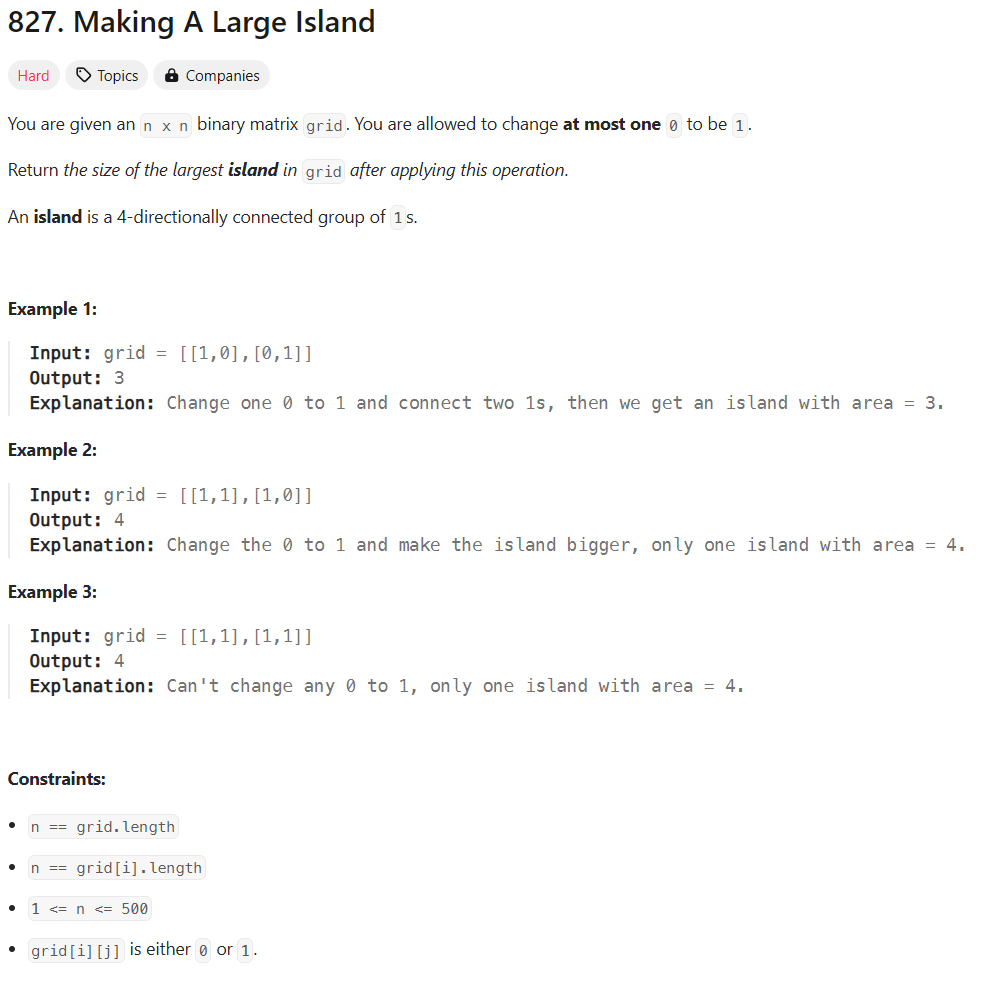 827. Making A Large Island
Hard Topics Companies
You are given an n x n binary matrix grid. You are allowed to change at most one 0 to be 1.
Return the size of the largest island in grid after applying this operation.
An island is a 4-directionally connected group of 1s.
Example 1:
Input: grid = [[1,0],[0,1]]
Output: 3
Explanation: Change one 0 to 1 and connect two 1s, then we get an island with area = 3.
Example 2:
Input: grid = [[1,1],[1,0]]
Output: 4
Explanation: Change the 0 to 1 and make the island bigger, only one island with area = 4.
Example 3:
Input: grid = [[1,1],[1,1]]
Output: 4
Explanation: Can't change any 0 to 1, only one island with area = 4.
Constraints:
• n == grid.length
• n == grid[i].length
• 1 <= n <= 500
• grid[i][j] is either 0 or 1.